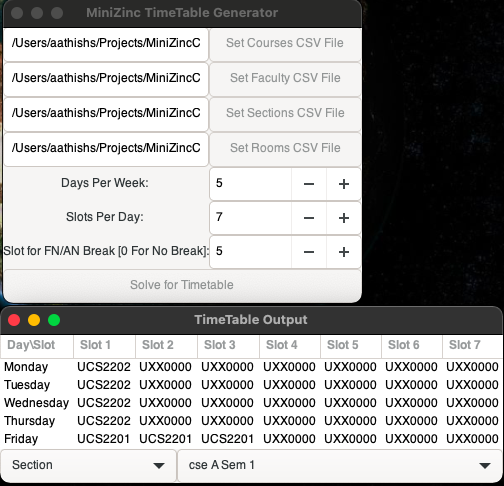 MiniZinc TimeTable Generator
/Users/aathishs/Projects/MiniZincC Set Courses CSV File
/Users/aathishs/Projects/MiniZincC Set Faculty CSV File
/Users/aathishs/Projects/MiniZincC Set Sections CSV File
/Users/aathishs/Projects/MiniZincC Set Rooms CSV File
Days Per Week: 5 − +
Slots Per Day: 7 − +
Slot for FN/AN Break [0 For No Break]: 5 − +
Solve for Timetable
TimeTable Output
Day\Slot Slot 1 Slot 2 Slot 3 Slot 4 Slot 5 Slot 6 Slot 7
Monday UCS2202 UXX0000 UXX0000 UXX0000 UXX0000 UXX0000 UXX0000
Tuesday UCS2202 UXX0000 UXX0000 UXX0000 UXX0000 UXX0000 UXX0000
Wednesday UCS2202 UXX0000 UXX0000 UXX0000 UXX0000 UXX0000 UXX0000
Thursday UCS2202 UXX0000 UXX0000 UXX0000 UXX0000 UXX0000 UXX0000
Friday UCS2201 UCS2201 UCS2201 UXX0000 UXX0000 UXX0000 UXX0000
Section cse A Sem 1